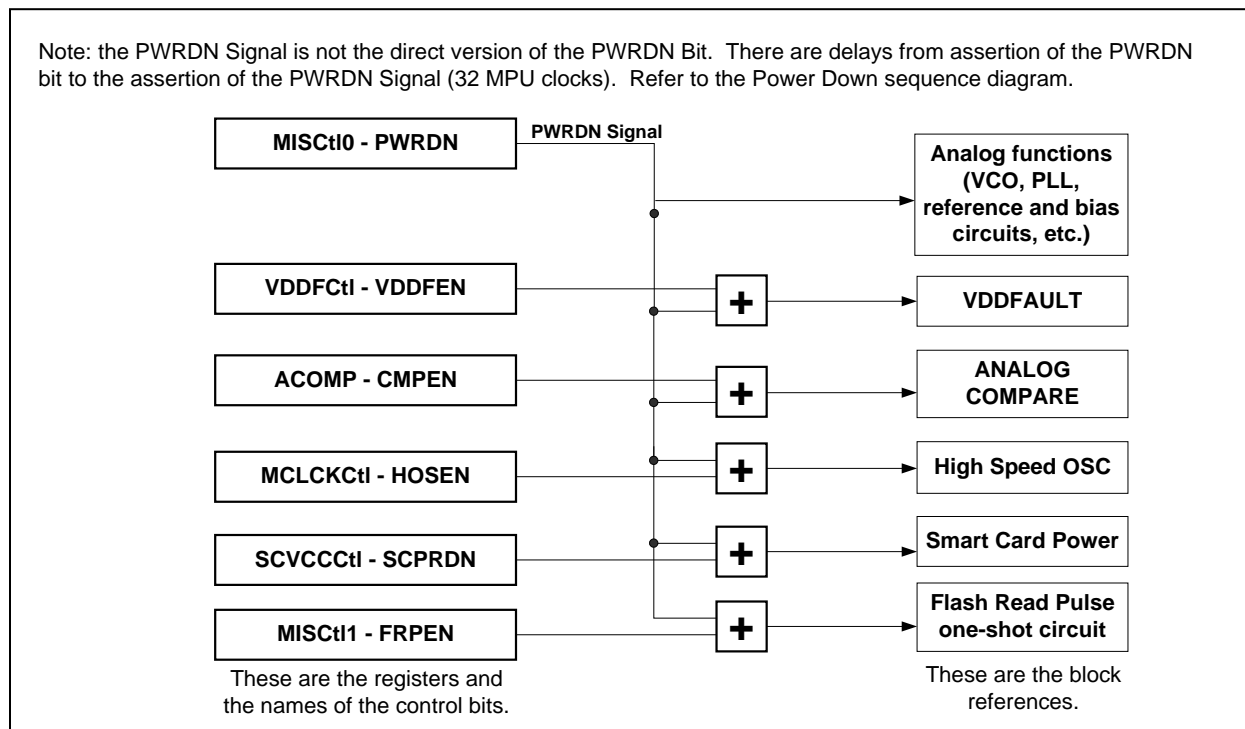 Note: the PWRDN Signal is not the direct version of the PWRDN Bit.  There are delays from assertion of the PWRDN
bit to the assertion of the PWRDN Signal (32 MPU clocks).  Refer to the Power Down sequence diagram.
MISCtl0 - PWRDN
PWRDN Signal
Analog functions
(VCO, PLL,
reference and bias
circuits, etc.)
VDDFCtl - VDDFEN
+
VDDFAULT
ACOMP - CMPEN
+
ANALOG
COMPARE
MCLCKCtl - HOSEN
+
High Speed OSC
SCVCCCtl - SCPRDN
+
Smart Card Power
MISCtl1 - FRPEN
+
Flash Read Pulse
one-shot circuit
These are the registers and
the names of the control bits.
These are the block
references.